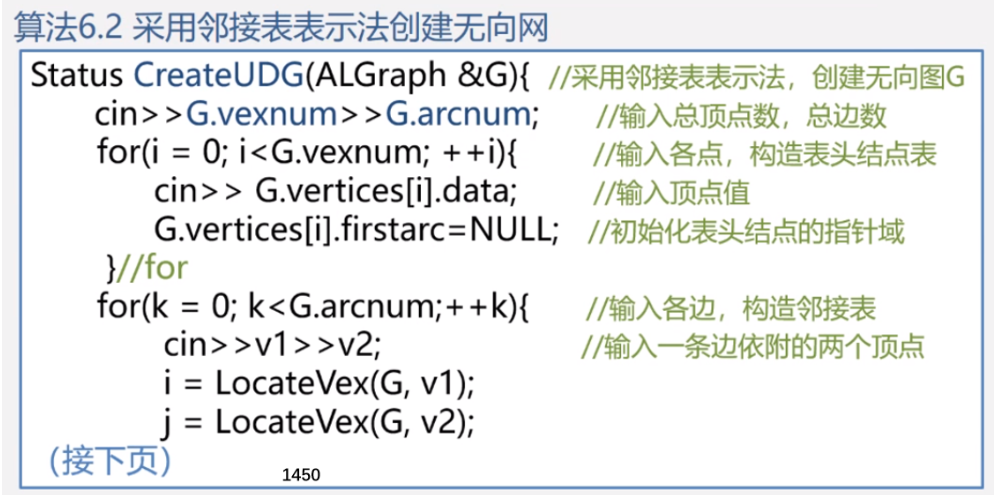 算法6.2 采用邻接表表示法创建无向网
Status CreateUDG(ALGraph &G){ //采用邻接表表示法，创建无向图G
cin>>G.vexnum>>G.arcnum; //输入总顶点数，总边数
for(i = 0; i<G.vexnum; ++i){ //输入各点，构造表头结点表
cin>> G.vertices[i].data; //输入顶点值
G.vertices[i].firstarc=NULL; //初始化表头结点的指针域
}//for
for(k = 0; k<G.arcnum;++k){ //输入各边，构造邻接表
cin>>v1>>v2; //输入一条边依附的两个顶点
i = LocateVex(G, v1);
j = LocateVex(G, v2);
（接下页）
1450